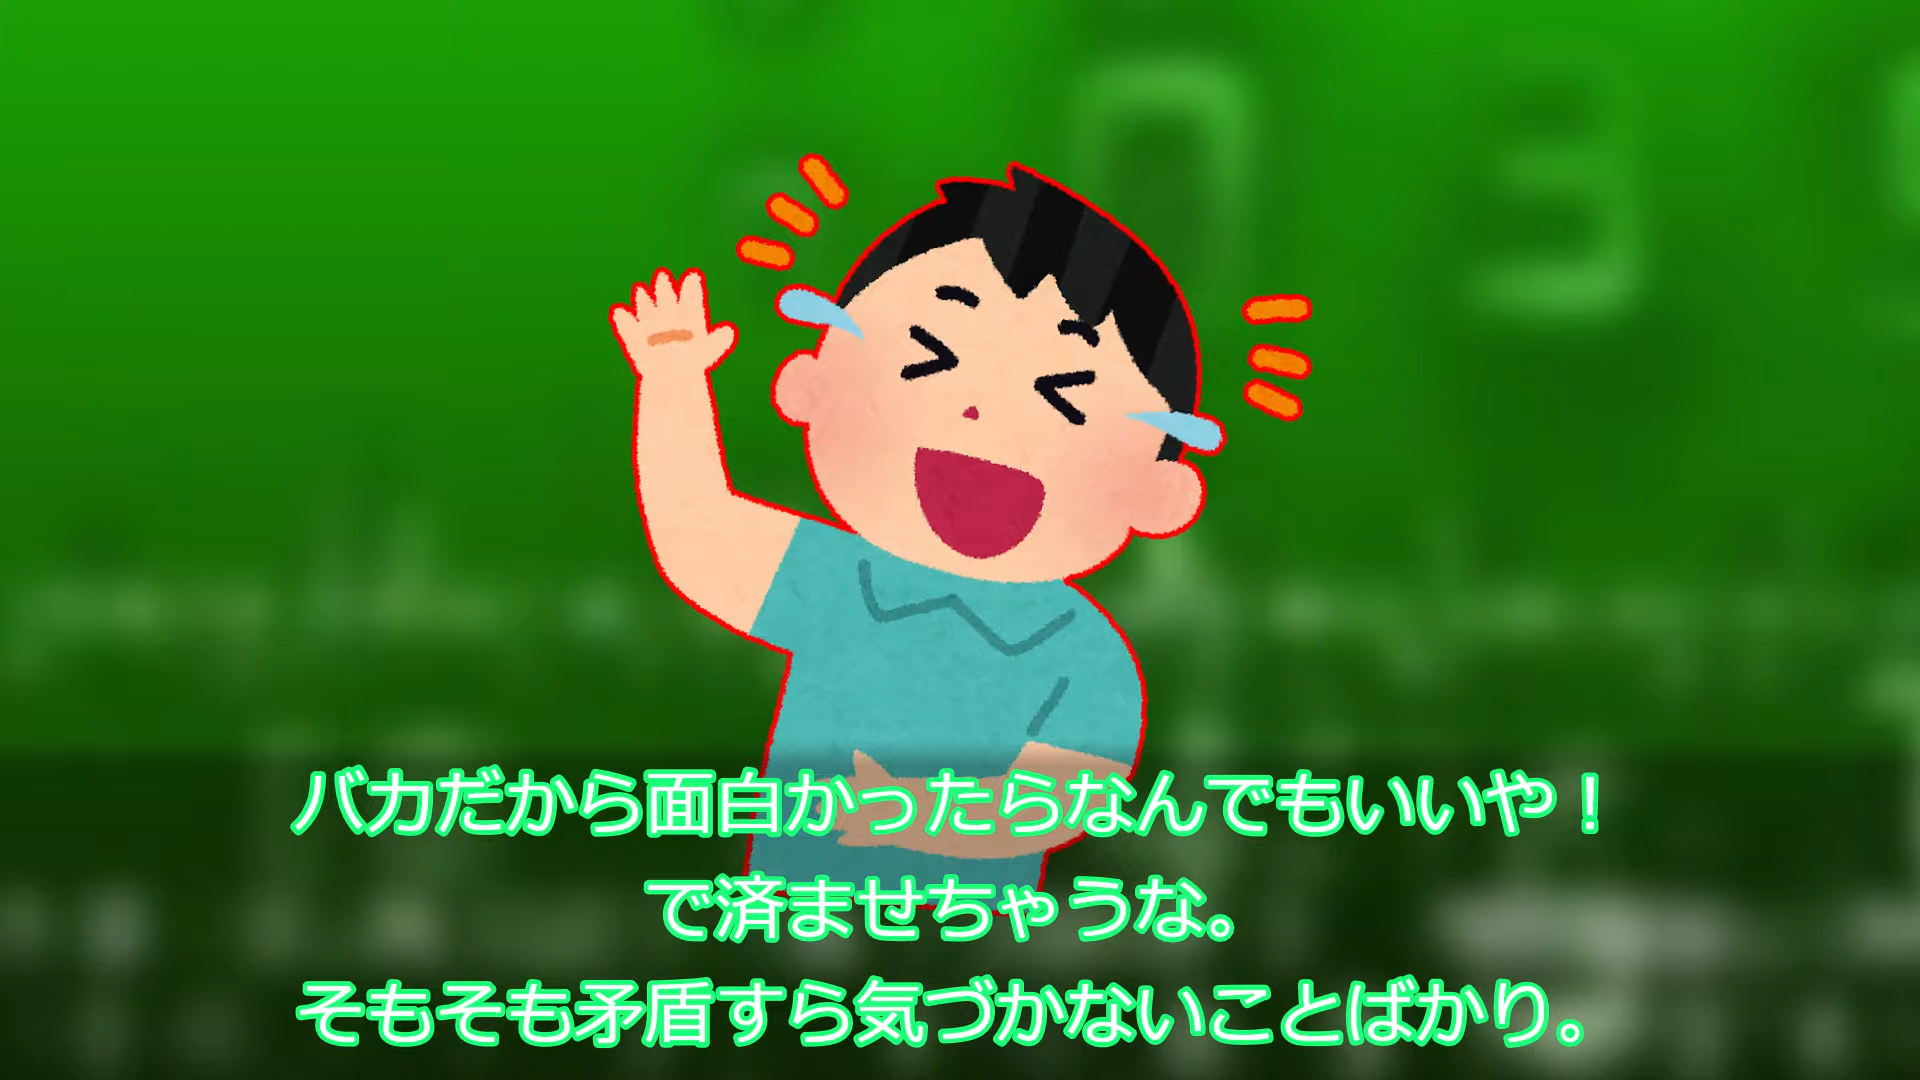 バカだから面白かったらなんでもいいや！
で済ませちゃうな。
そもそも矛盾すら気づかないことばかり。